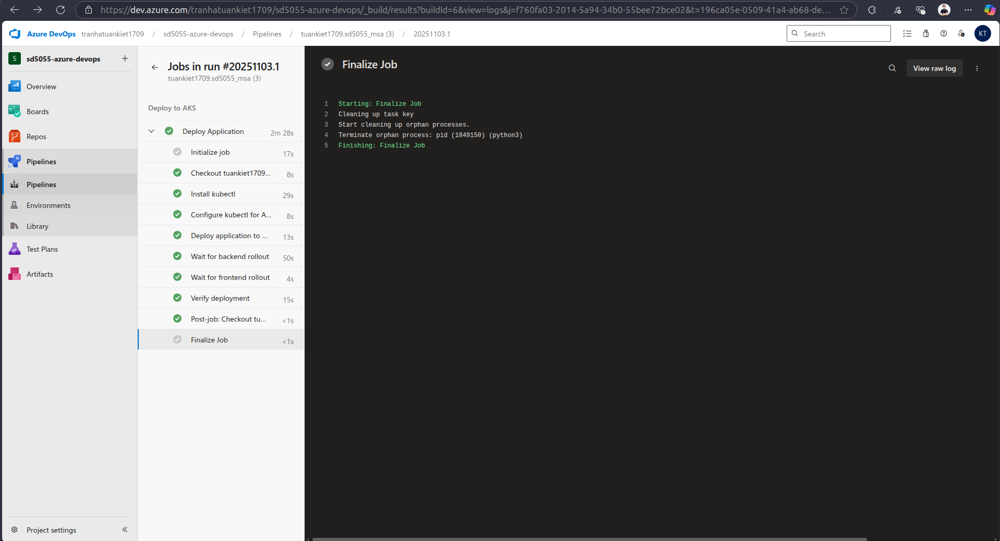 https://dev.azure.com/tranhatuankiet1709/sd5055-azure-devops/_build/results?buildId=6&view=logs&j=f760fa03-2014-5a94-34b0-55bee72bce02&t=196ca05e-0509-41a4-ab68-de...
Azure DevOps tranhatuankiet1709 / sd5055-azure-devops / Pipelines / tuankiet1709.sd5055_msa (3) / 20251103.1
Search
KT
S sd5055-azure-devops
Overview
Boards
Repos
Pipelines
Pipelines
Environments
Library
Test Plans
Artifacts
Project settings
Jobs in run #20251103.1
tuankiet1709.sd5055_msa (3)
Deploy to AKS
Deploy Application 2m 28s
Initialize job 17s
Checkout tuankiet1709... 8s
Install kubectl 29s
Configure kubectl for A... 8s
Deploy application to ... 13s
Wait for backend rollout 50s
Wait for frontend rollout 4s
Verify deployment 15s
Post-job: Checkout tu... <1s
Finalize Job <1s
Finalize Job
View raw log
1 Starting: Finalize Job
2 Cleaning up task key
3 Start cleaning up orphan processes.
4 Terminate orphan process: pid (1849150) (python3)
5 Finishing: Finalize Job